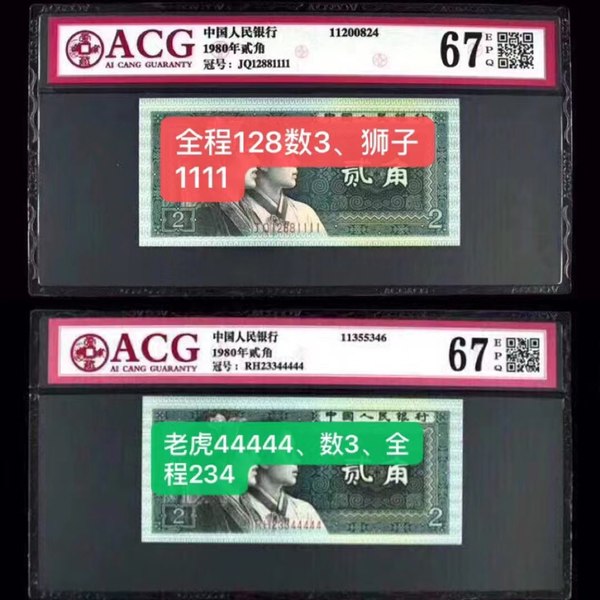 ACG
AI CANG GUARANTY
中国人民银行
1980年贰角
冠号: JQ12881111
11200824
67
EPQ
全程128数3、狮子
1111
贰角
JQ12881111
2
2
ACG
AI CANG GUARANTY
中国人民银行
1980年贰角
冠号: RH23344444
11355346
67
EPQ
中国人民银行
老虎44444、数3、全
程234
贰角
RH23344444
2
2